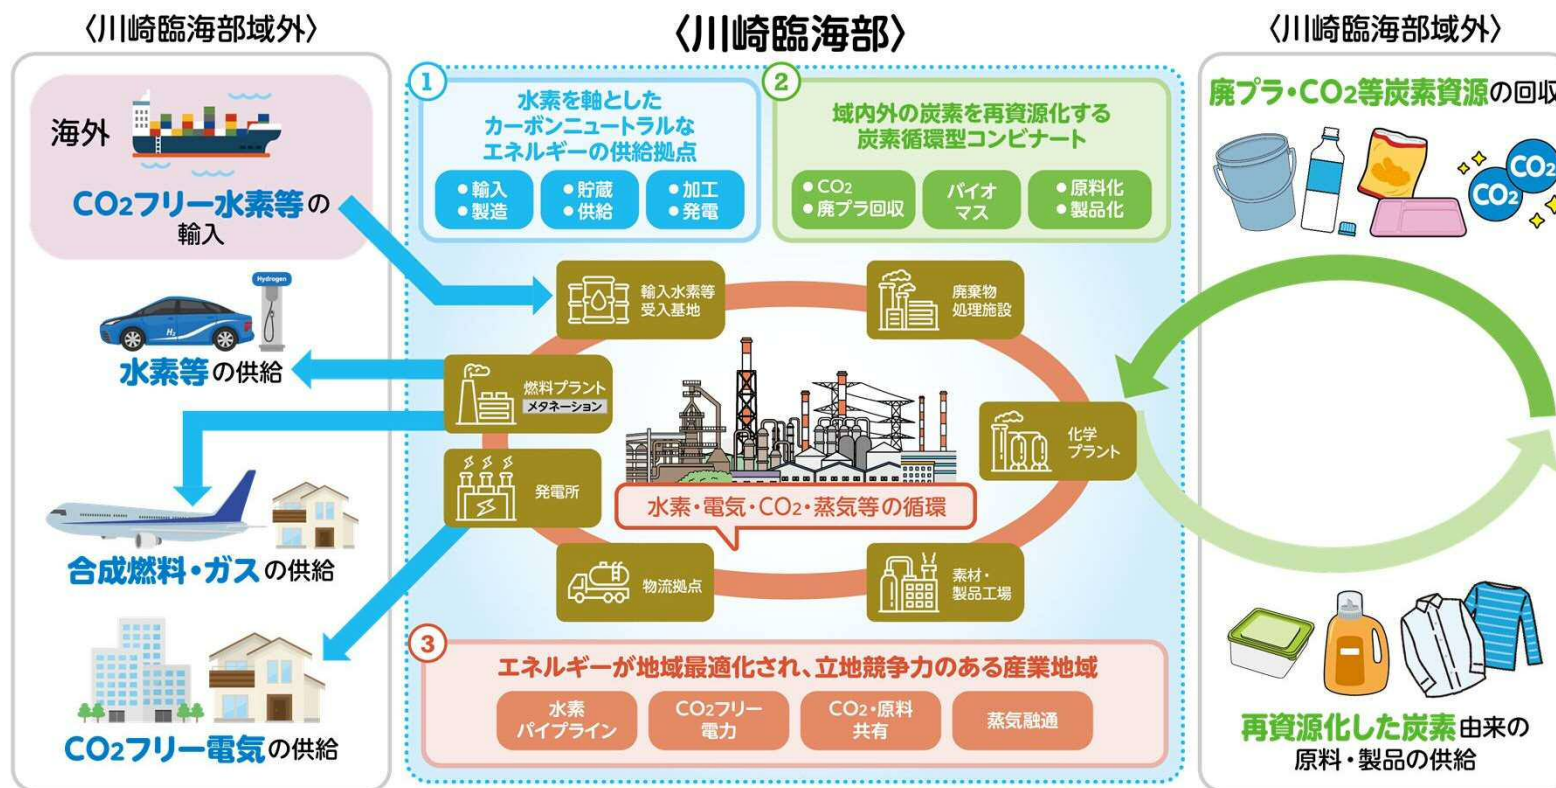 〈川崎臨海部域外〉
海外
CO2フリー水素等の
輸入
Hydrogen
H2
水素等の供給
合成燃料・ガスの供給
CO2フリー電気の供給
〈川崎臨海部〉
1
水素を軸とした
カーボンニュートラルな
エネルギーの供給拠点
●輸入
●製造
●貯蔵
●供給
●加工
●発電
2
域内外の炭素を再資源化する
炭素循環型コンビナート
●CO2
●廃プラ回収
バイオ
マス
●原料化
●製品化
輸入水素等
受入基地
廃棄物
処理施設
燃料プラント
メタネーション
化学
プラント
発電所
水素・電気・CO2・蒸気等の循環
物流拠点
素材・
製品工場
3
エネルギーが地域最適化され、立地競争力のある産業地域
水素
パイプライン
CO2フリー
電力
CO2・原料
共有
蒸気融通
〈川崎臨海部域外〉
廃プラ・CO2等炭素資源の回収
CO2
CO2
再資源化した炭素由来の
原料・製品の供給